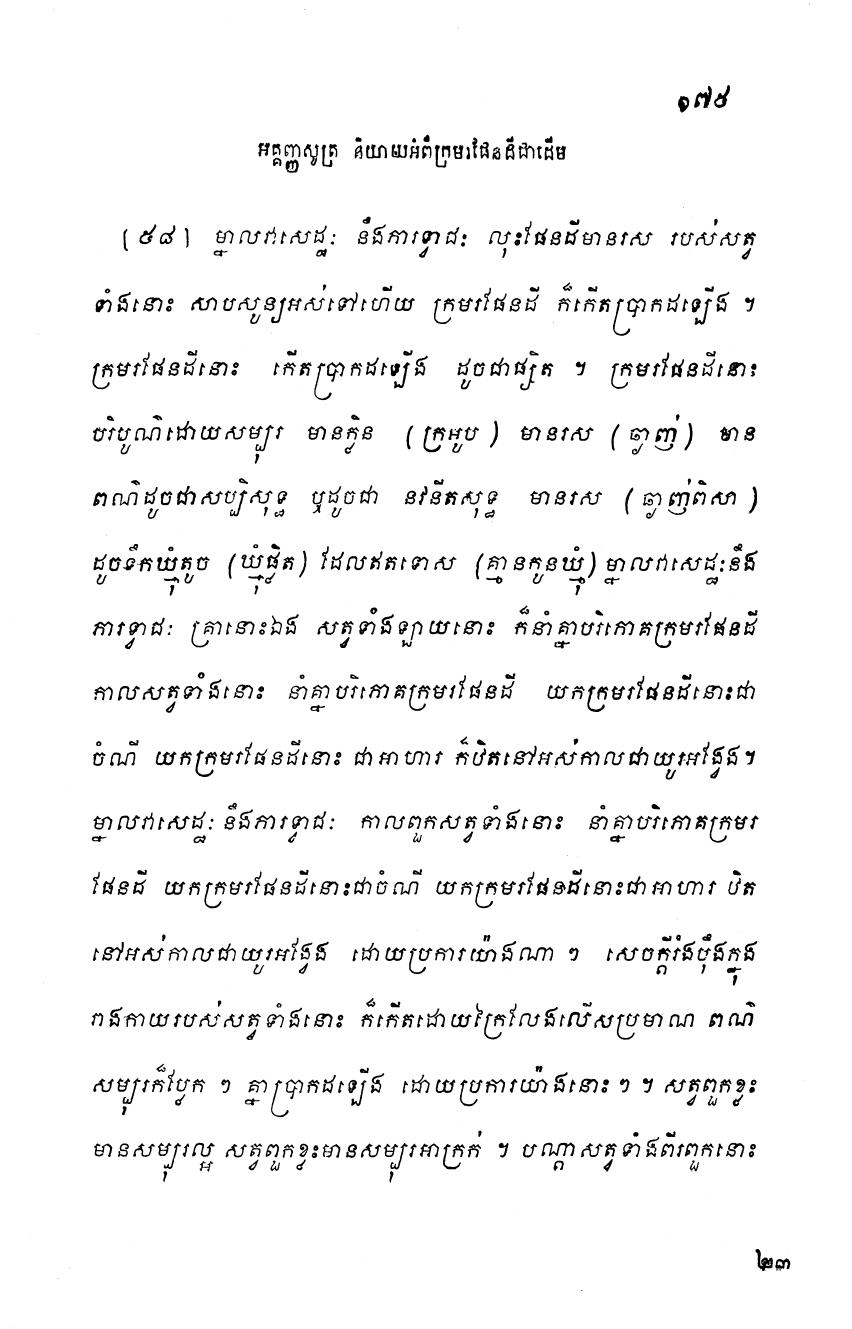 ១៧៥
អគ្គញ្ញសូត្រ និយាយអំពីក្រមរផែនដីជាដើម
(៥៨) ម្នាលវាសេដ្ឋៈ នឹងភារទ្វាជៈ លុះផែនដីមានរស របស់សត្វ
ទាំងនោះ សាបសូន្យអស់ទៅហើយ ក្រមរផែនដី ក៏កើតប្រាកដឡើង ។
ក្រមរផែនដីនោះ កើតប្រាកដឡើង ដូចជាផ្សិត ។ ក្រមរផែនដីនោះ
បរិបូណ៌ដោយសម្បុរ មានក្លិន (ក្រអូប) មានរស (ឆ្ងាញ់) មាន
ពណ៌ដូចជាសប្បិសុទ្ធ ឬដូចជា នវនីតសុទ្ធ មានរស (ឆ្ងាញ់ពិសា)
ដូចទឹកឃ្មុំតូច (ឃ្មុំផ្លិត) ដែលឥតទោស (គ្មានកូនឃ្មុំ) ម្នាលវាសេដ្ឋៈនឹង
ភារទ្វាជៈ គ្រានោះឯង សត្វទាំងឡាយនោះ ក៏នាំគ្នាបរិភោគក្រមរផែនដី
កាលសត្វទាំងនោះ នាំគ្នាបរិភោគក្រមរផែនដី យកក្រមរផែនដីនោះជា
ចំណី យកក្រមរផែនដីនោះ ជាអាហារ ក៏ឋិតនៅអស់កាលជាយូរអង្វែង។
ម្នាលវាសេដ្ឋៈ នឹងភារទ្វាជៈ កាលពួកសត្វទាំងនោះ នាំគ្នាបរិភោគក្រមរ
ផែនដី យកក្រមរផែនដីនោះជាចំណី យកក្រមរផែនដីនោះជាអាហារ ឋិត
នៅអស់កាលជាយូរអង្វែង ដោយប្រការយ៉ាងណា ៗ សេចក្តីរឹងប៉ឹងក្នុង
រាងកាយរបស់សត្វទាំងនោះ ក៏កើតដោយក្រៃលែងលើសប្រមាណ ពណ៌
សម្បុរក៏ប្លែក ៗ គ្នាប្រាកដឡើង ដោយប្រការយ៉ាងនោះ ៗ ។ សត្វពួកខ្លះ
មានសម្បុរល្អ សត្វពួកខ្លះមានសម្បុរអាក្រក់ ។ បណ្តាសត្វទាំងពីរពួកនោះ
២៣